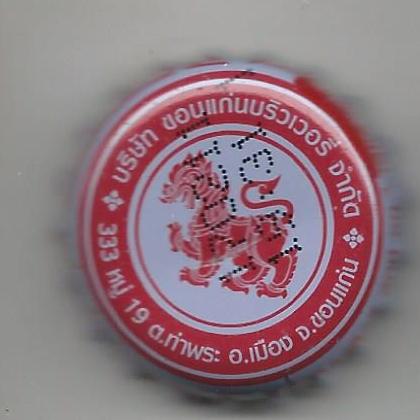 บริษัท ขอนแก่นบริวเวอรี่ จำกัด
333 หมู่ 19 ต.ท่าพระ อ.เมือง จ.ขอนแก่น